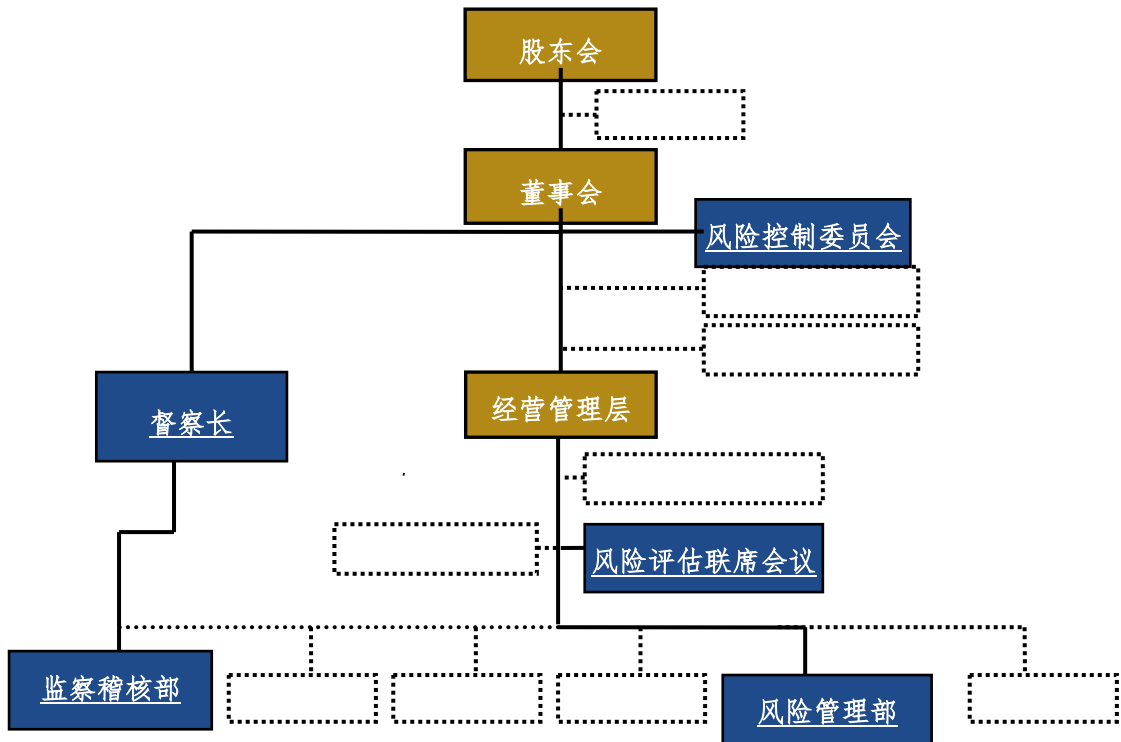 股东会
董事会
风险控制委员会
督察长
经营管理层
风险评估联席会议
监察稽核部
风险管理部